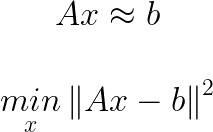 Ax ≈ b
min ‖Ax − b‖²
x